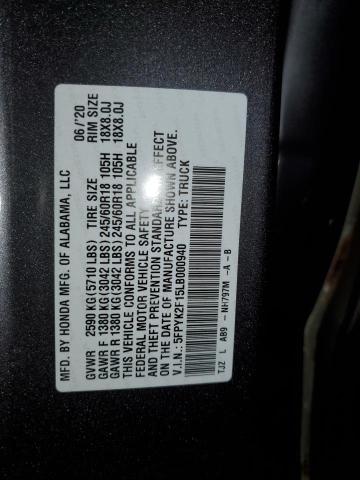 MFD. BY HONDA MFG. OF ALABAMA, LLC 06/'20
GVWR 2590 KG(5710 LBS) TIRE SIZE RIM SIZE
GAWR F 1380 KG(3042 LBS) 245/60R18 105H 18X8.0J
GAWR R 1380 KG(3042 LBS) 245/60R18 105H 18X8.0J
THIS VEHICLE CONFORMS TO ALL APPLICABLE
FEDERAL MOTOR VEHICLE SAFETY
AND THEFT PREVENTION STANDARDS IN EFFECT
ON THE DATE OF MANUFACTURE SHOWN ABOVE.
V.I.N.: 5FPYK2F15LB000940 TYPE: TRUCK
TJZ L AB9 - NH797M -A -B